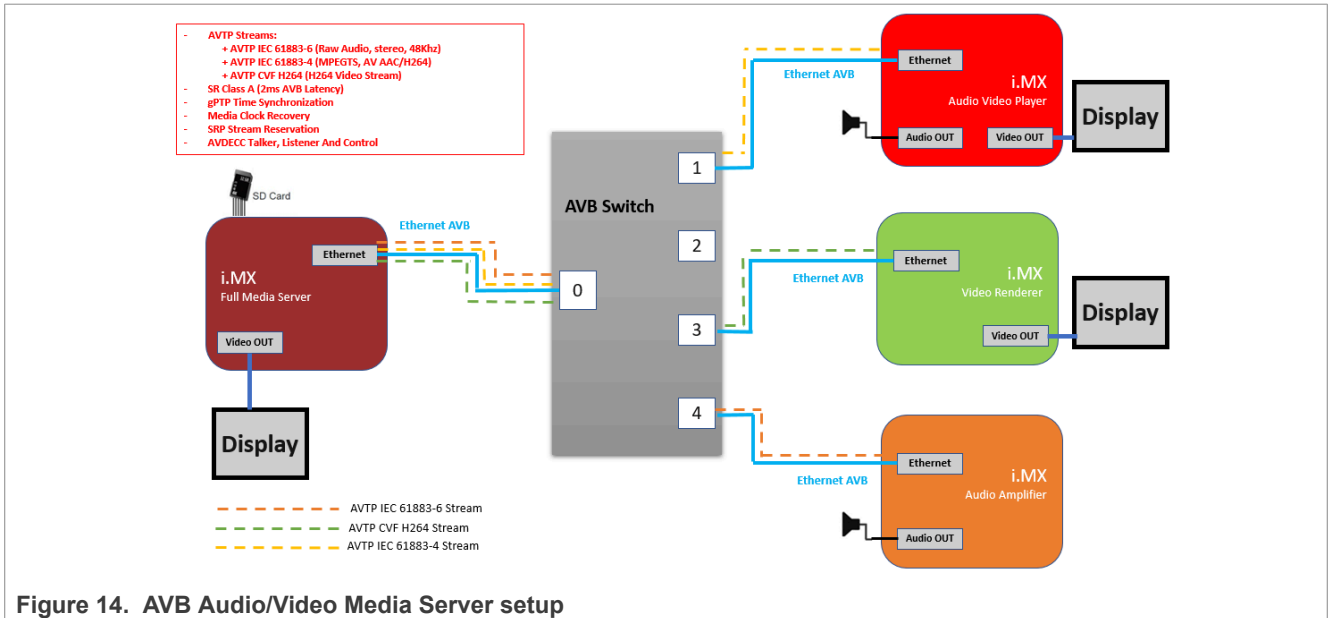 - AVTP Streams:
+ AVTP IEC 61883-6 (Raw Audio, stereo, 48Khz)
+ AVTP IEC 61883-4 (MPEGTS, AV AAC/H264)
+ AVTP CVF H264 (H264 Video Stream)
- SR Class A (2ms AVB Latency)
- gPTP Time Synchronization
- Media Clock Recovery
- SRP Stream Reservation
- AVDECC Talker, Listener And Control
SD Card
Ethernet AVB
Ethernet
i.MX
Full Media Server
Video OUT
Display
AVB Switch
0
1
2
3
4
Ethernet AVB
Ethernet
i.MX
Audio Video Player
Audio OUT
Video OUT
Display
Ethernet AVB
Ethernet
i.MX
Video Renderer
Video OUT
Display
Ethernet AVB
Ethernet
i.MX
Audio Amplifier
Audio OUT
AVTP IEC 61883-6 Stream
AVTP CVF H264 Stream
AVTP IEC 61883-4 Stream
Figure 14. AVB Audio/Video Media Server setup